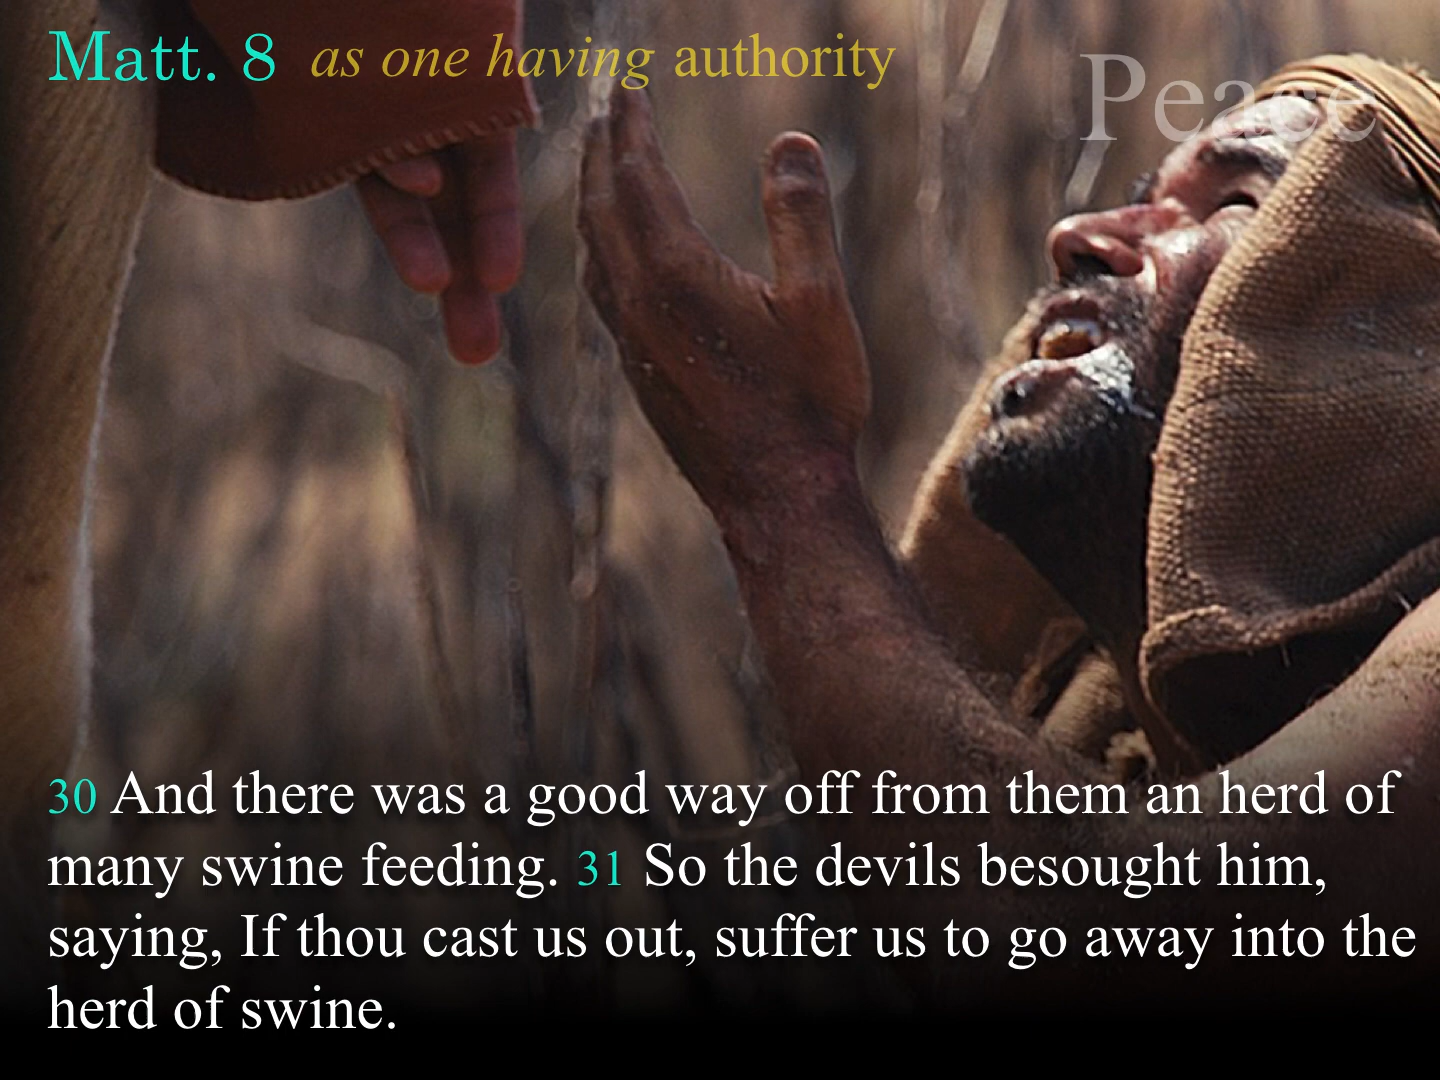 Matt. 8 as one having authority
Peace
30 And there was a good way off from them an herd of
many swine feeding. 31 So the devils besought him,
saying, If thou cast us out, suffer us to go away into the
herd of swine.